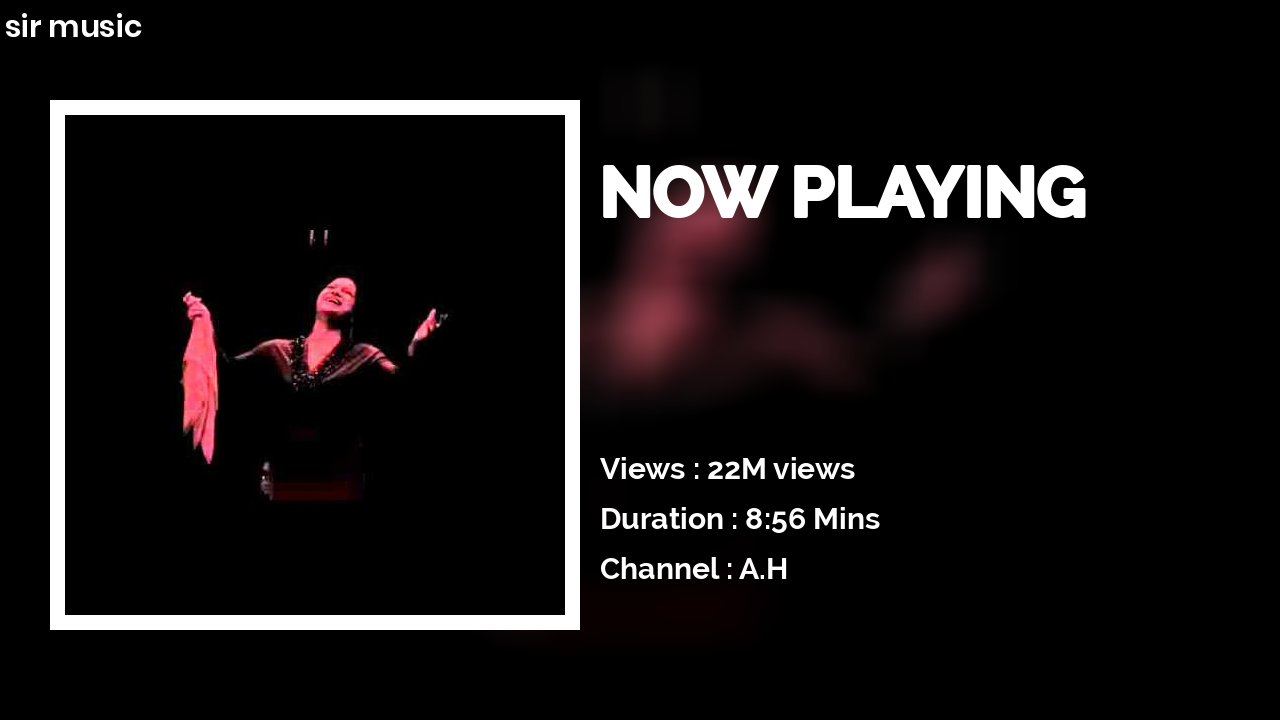 sir music
NOW PLAYING
Views : 22M views
Duration : 8:56 Mins
Channel : A.H